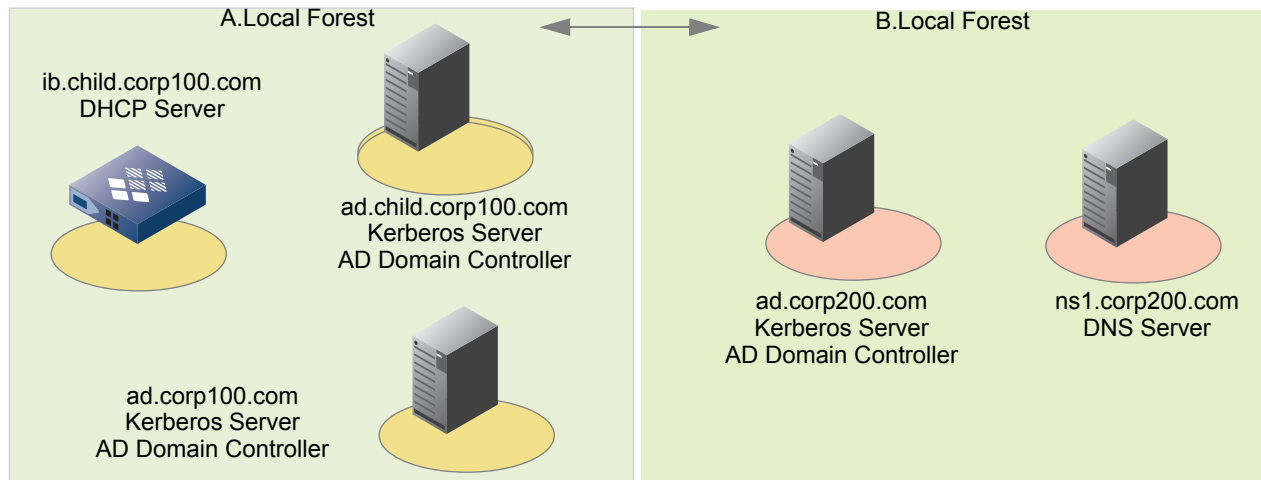 A.Local Forest
B.Local Forest
ib.child.corp100.com
DHCP Server
ad.child.corp100.com
Kerberos Server
AD Domain Controller
ad.corp100.com
Kerberos Server
AD Domain Controller
ad.corp200.com
Kerberos Server
AD Domain Controller
ns1.corp200.com
DNS Server